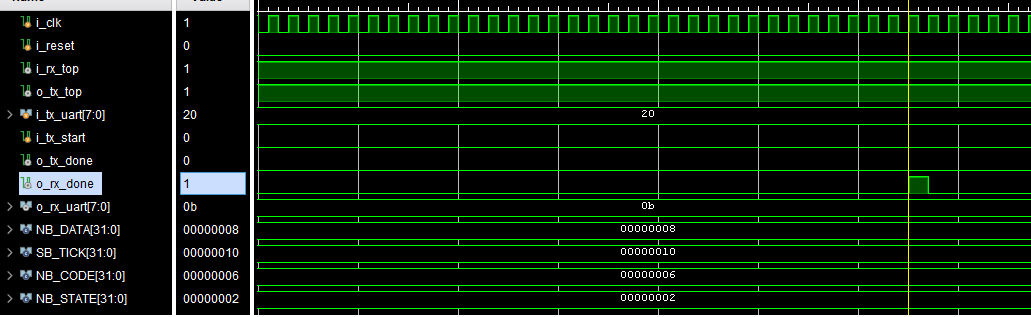 Name Value
i_clk 1
i_reset 0
i_rx_top 1
o_tx_top 1
i_tx_uart[7:0] 20 20
i_tx_start 0
o_tx_done 0
o_rx_done 1
o_rx_uart[7:0] 0b 0b
NB_DATA[31:0] 00000008 00000008
SB_TICK[31:0] 00000010 00000010
NB_CODE[31:0] 00000006 00000006
NB_STATE[31:0] 00000002 00000002